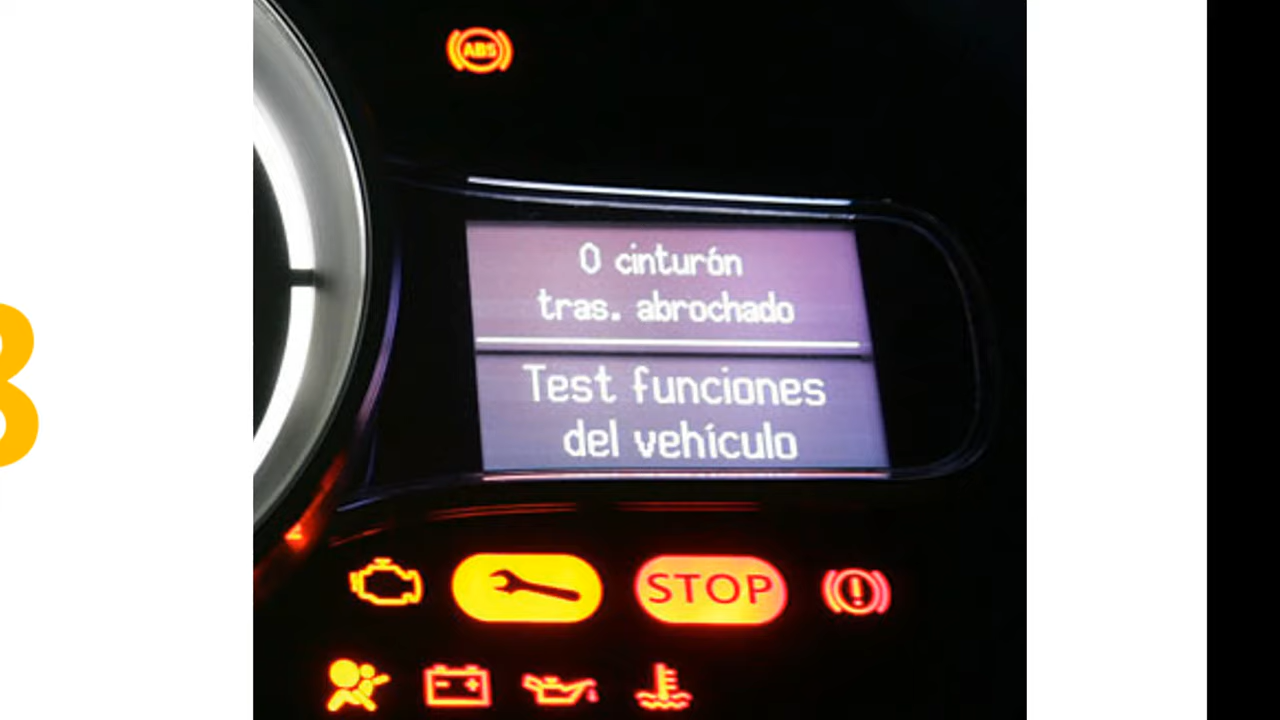 ABS
0 cinturón
tras. abrochado
Test funciones
del vehículo
STOP